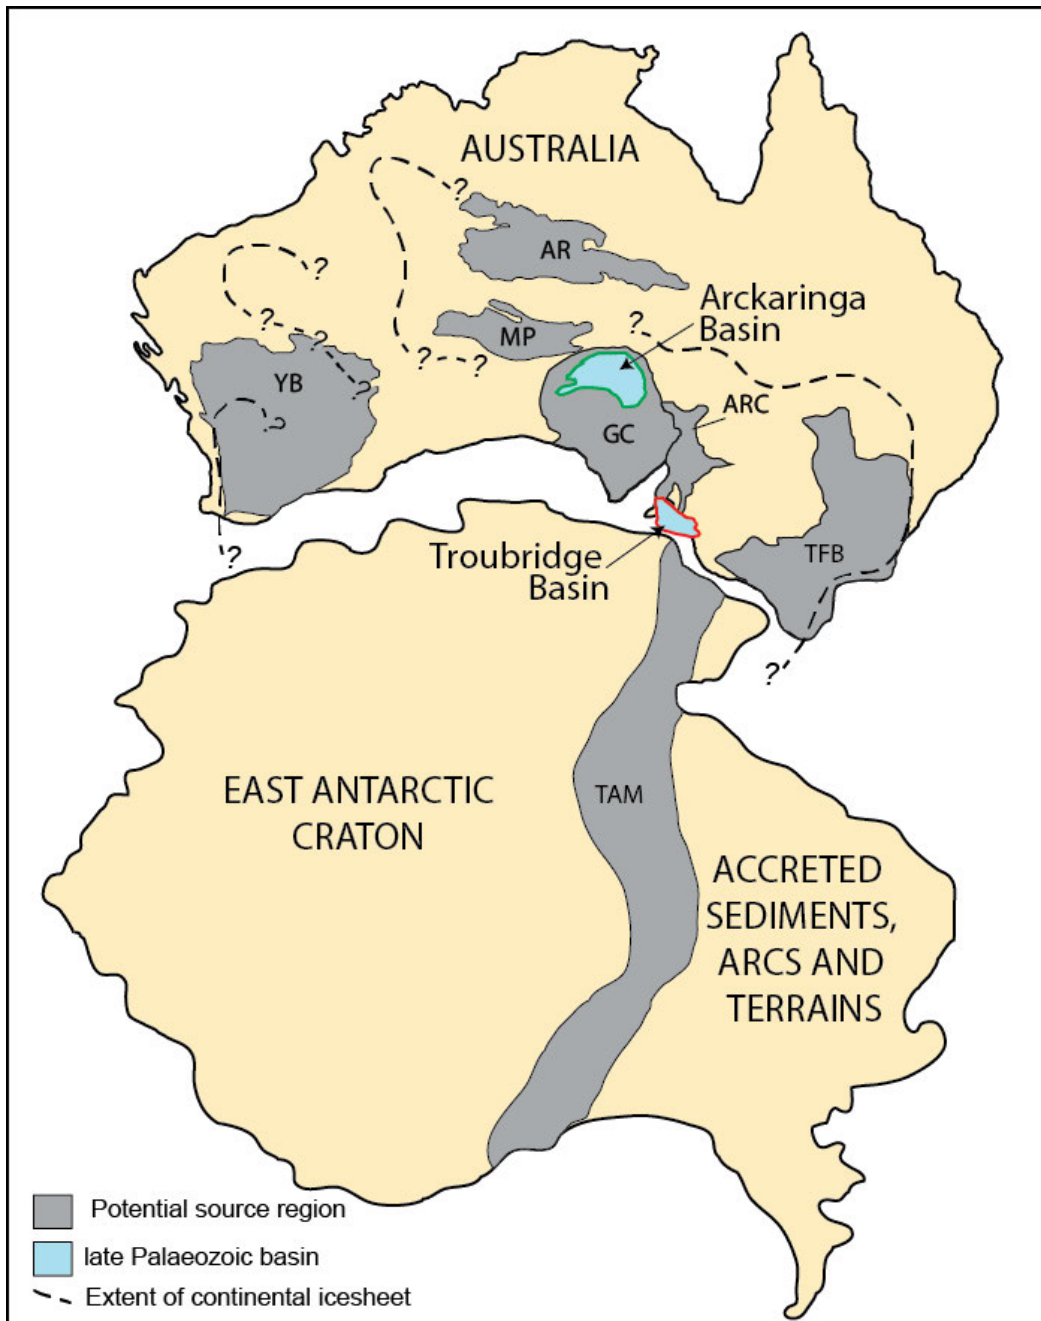 AUSTRALIA
?
AR
?
Arckaringa
Basin
?
MP
?
?
?
?
YB
?
ARC
GC
?
Troubridge
Basin
TFB
?
?
EAST ANTARCTIC
CRATON
TAM
ACCRETED
SEDIMENTS,
ARCS AND
TERRAINS
Potential source region
late Palaeozoic basin
Extent of continental icesheet